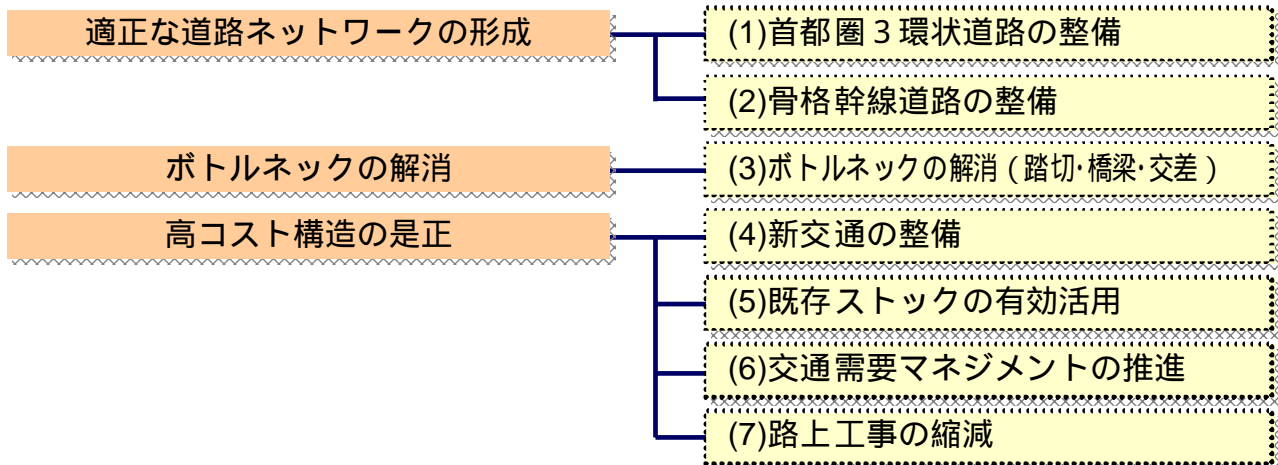 適正な道路ネットワークの形成
(1)首都圏３環状道路の整備
(2)骨格幹線道路の整備
ボトルネックの解消
(3)ボトルネックの解消（踏切･橋梁･交差）
高コスト構造の是正
(4)新交通の整備
(5)既存ストックの有効活用
(6)交通需要マネジメントの推進
(7)路上工事の縮減